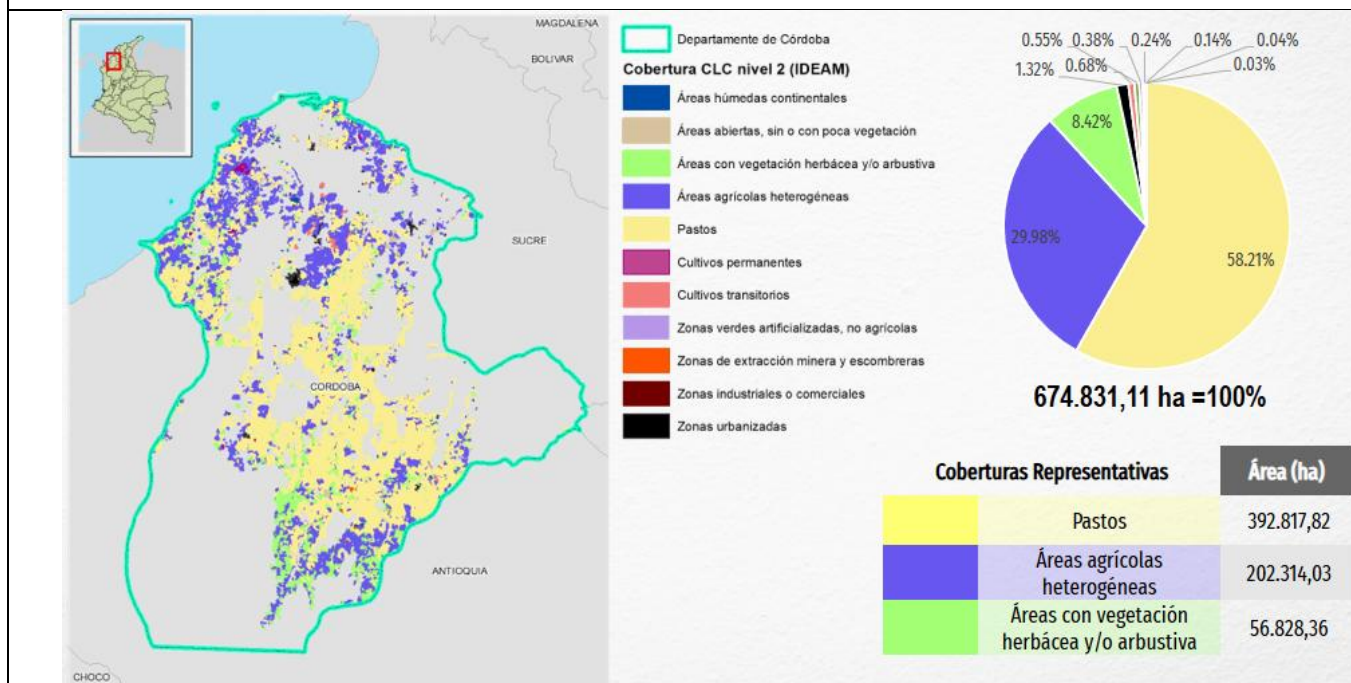 MAGDALENA
BOLIVAR
SUCRE
CORDOBA
ANTIOQUIA
CHOCO
Departamente de Córdoba
Cobertura CLC nivel 2 (IDEAM)
Áreas húmedas continentales
Áreas abiertas, sin o con poca vegetación
Áreas con vegetación herbácea y/o arbustiva
Áreas agrícolas heterogéneas
Pastos
Cultivos permanentes
Cultivos transitorios
Zonas verdes artificializadas, no agrícolas
Zonas de extracción minera y escombreras
Zonas industriales o comerciales
Zonas urbanizadas
0.55% 0.38% 0.24% 0.14% 0.04%
1.32% 0.68% 0.03%
8.42%
29.98%
58.21%
674.831,11 ha =100%
Coberturas Representativas Área (ha)
Pastos 392.817,82
Áreas agrícolas
heterogéneas 202.314,03
Áreas con vegetación
herbácea y/o arbustiva 56.828,36